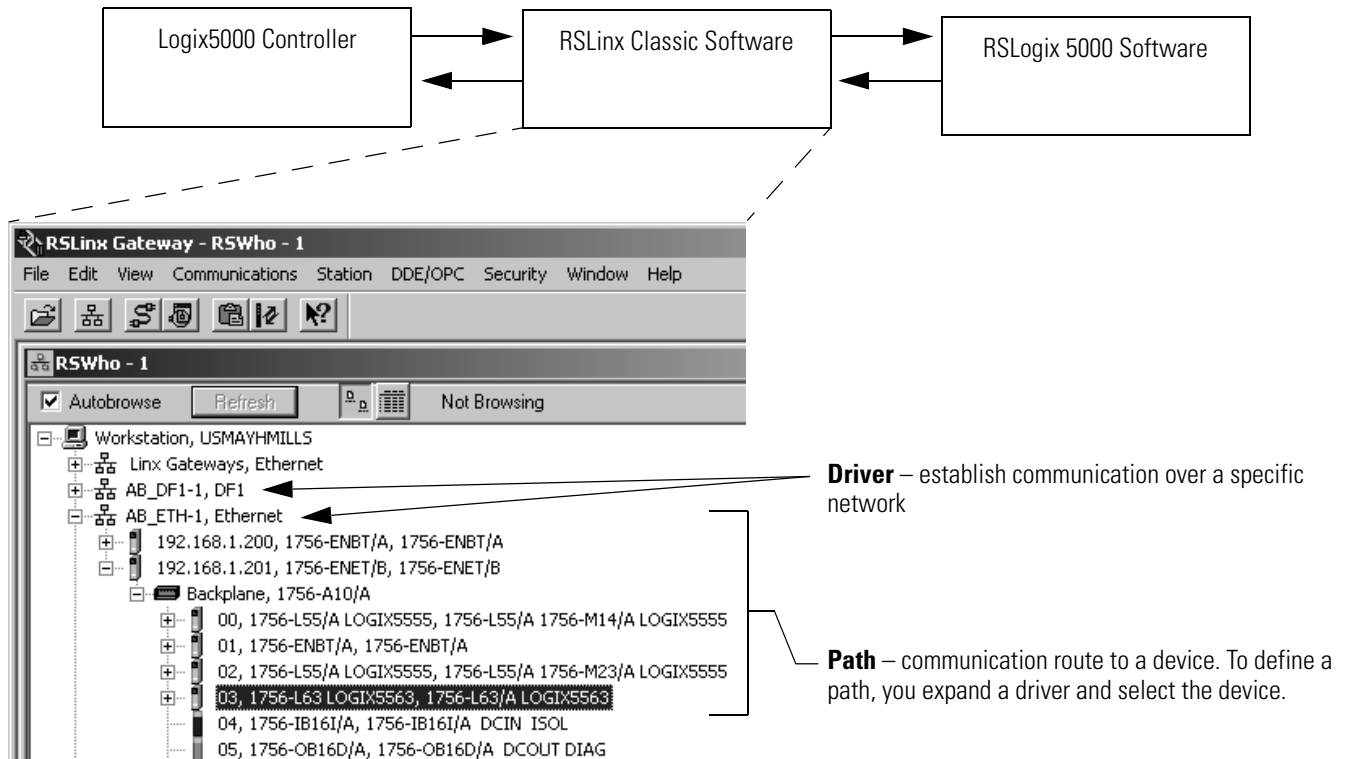 Logix5000 Controller
RSLinx Classic Software
RSLogix 5000 Software
RSLinx Gateway - RSWho - 1
File Edit View Communications Station DDE/OPC Security Window Help
RSWho - 1
Autobrowse Refresh Not Browsing
Workstation, USMAYHMILLS
Linx Gateways, Ethernet
AB_DF1-1, DF1
AB_ETH-1, Ethernet
192.168.1.200, 1756-ENBT/A, 1756-ENBT/A
192.168.1.201, 1756-ENET/B, 1756-ENET/B
Backplane, 1756-A10/A
00, 1756-L55/A LOGIX5555, 1756-L55/A 1756-M14/A LOGIX5555
01, 1756-ENBT/A, 1756-ENBT/A
02, 1756-L55/A LOGIX5555, 1756-L55/A 1756-M23/A LOGIX5555
03, 1756-L63 LOGIX5563, 1756-L63/A LOGIX5563
04, 1756-IB16I/A, 1756-IB16I/A DCIN ISOL
05, 1756-OB16D/A, 1756-OB16D/A DCOUT DIAG
Driver – establish communication over a specific
network
Path – communication route to a device. To define a
path, you expand a driver and select the device.